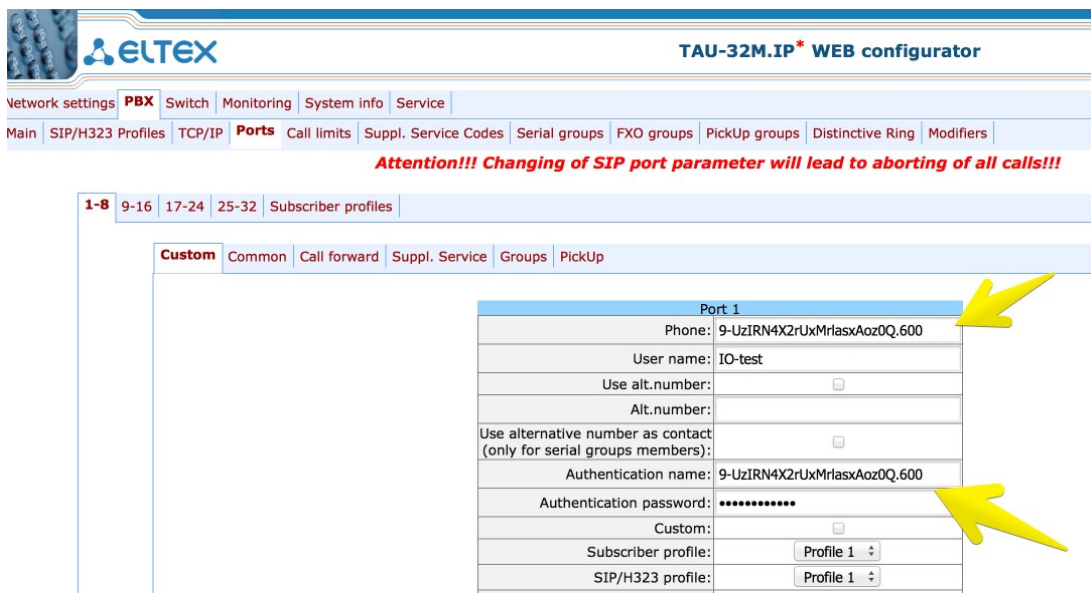 ELTEX
TAU-32M.IP* WEB configurator
Network settings PBX Switch Monitoring System info Service
Main SIP/H323 Profiles TCP/IP Ports Call limits Suppl. Service Codes Serial groups FXO groups PickUp groups Distinctive Ring Modifiers
Attention!!! Changing of SIP port parameter will lead to aborting of all calls!!!
1-8 9-16 17-24 25-32 Subscriber profiles
Custom Common Call forward Suppl. Service Groups PickUp
Port 1
Phone: 9-UzIRN4X2rUxMrlasxAoz0Q.600
User name: IO-test
Use alt.number:
Alt.number:
Use alternative number as contact
(only for serial groups members):
Authentication name: 9-UzIRN4X2rUxMrlasxAoz0Q.600
Authentication password: ••••••••••••
Custom:
Subscriber profile: Profile 1
SIP/H323 profile: Profile 1